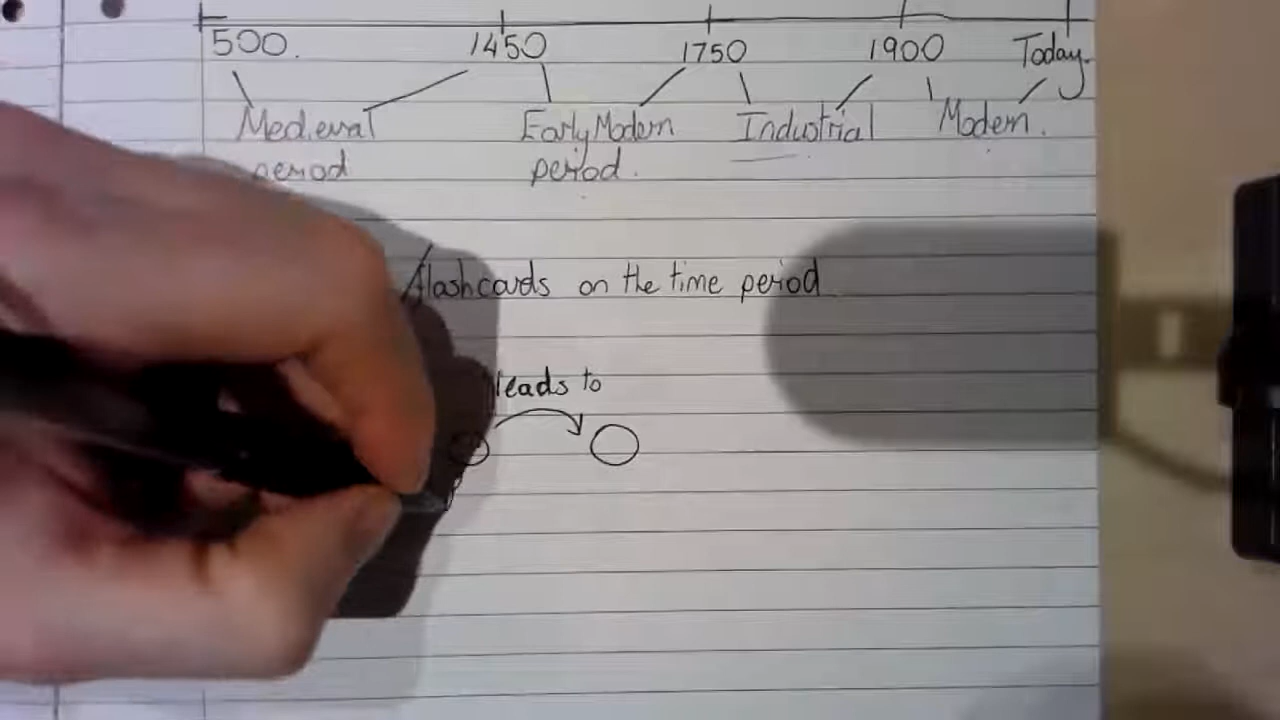 500. 1450 1750 1900 Today.
Medieval Early Modern Industrial Modern.
period period.
flashcards on the time period
leads to